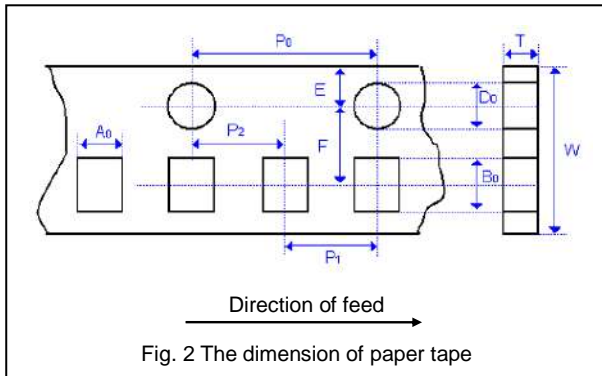 P0
T
E
D0
A0
P2
F
W
B0
P1
Direction of feed
Fig. 2 The dimension of paper tape